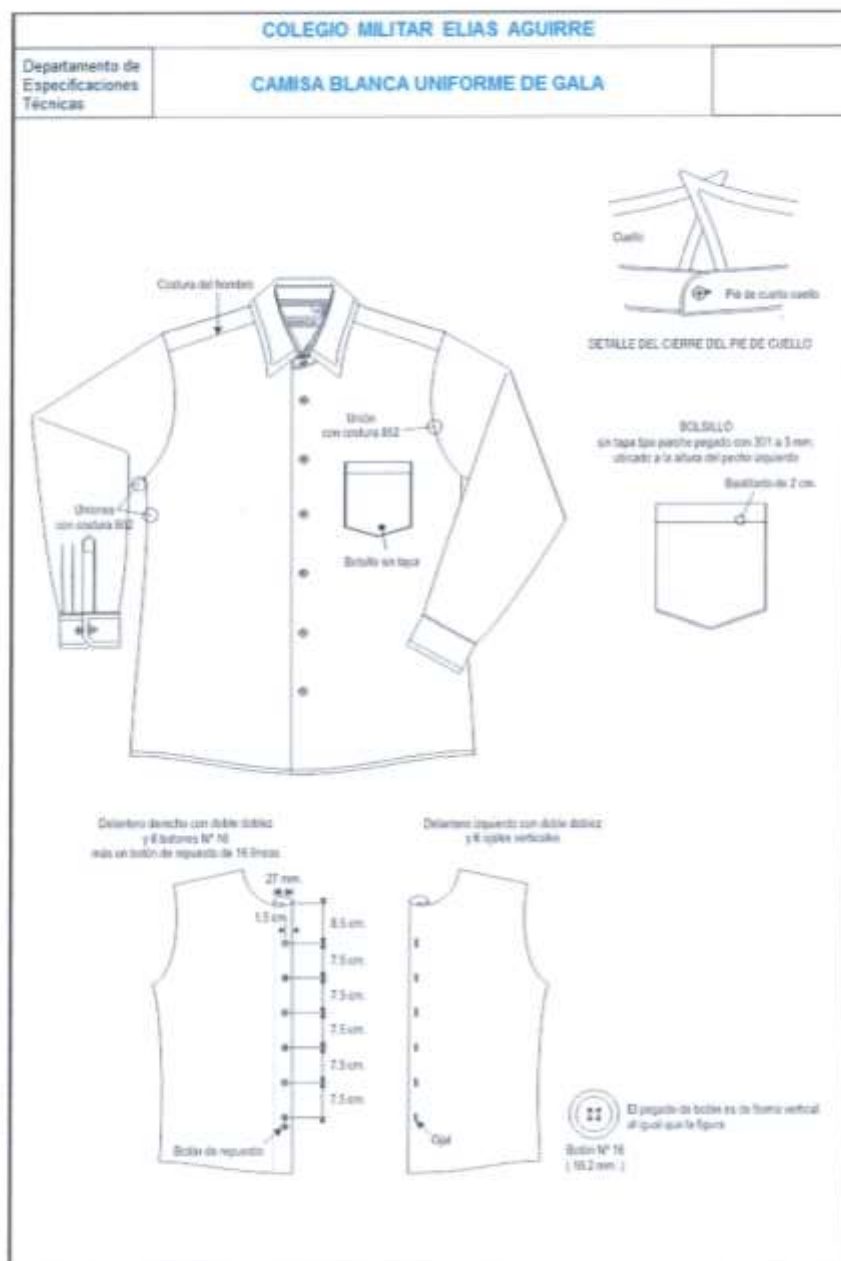 COLEGIO MILITAR ELIAS AGUIRRE
Departamento de
Especificaciones
Técnicas
CAMISA BLANCA UNIFORME DE GALA
Cuello
Pie de cuello
DETALLE DEL CIERRE DEL PIE DE CUELLO
Costura del hombro
Unión
con costura 802
Uniones
con costura 802
Bolsillo sin tapa
BOLSILLO
sin tapa tipo parche pegado con 301 a 5 mm.
ubicado a la altura del pecho izquierdo
Bastillado de 2 cm.
Delantero derecho con doble doblez
y 6 botones N° 16
más un botón de repuesto de 16 líneas
Delantero izquierdo con doble doblez
y 6 ojales verticales
27 mm.
1.5 cm.
8.5 cm.
7.5 cm.
7.5 cm.
7.5 cm.
7.5 cm.
7.5 cm.
Botón de repuesto
Ojal
El pegado de botón es de forma vertical
al igual que la figura
Botón N° 16
( 16.2 mm. )